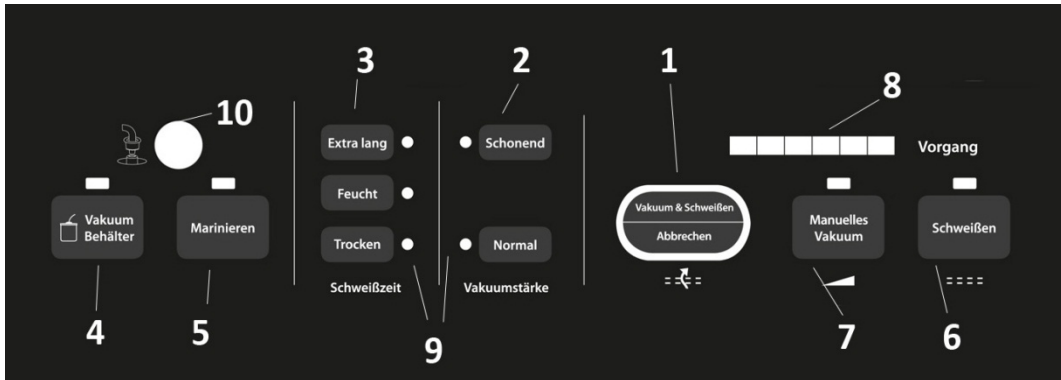 3
2
1
8
10
Extra lang
Schonend
Vorgang
Feucht
Vakuum
Behälter
Marinieren
Trocken
Normal
Vakuum & Schweißen
Abbrechen
Manuelles
Vakuum
Schweißen
Schweißzeit
Vakuumstärke
4
5
9
7
6